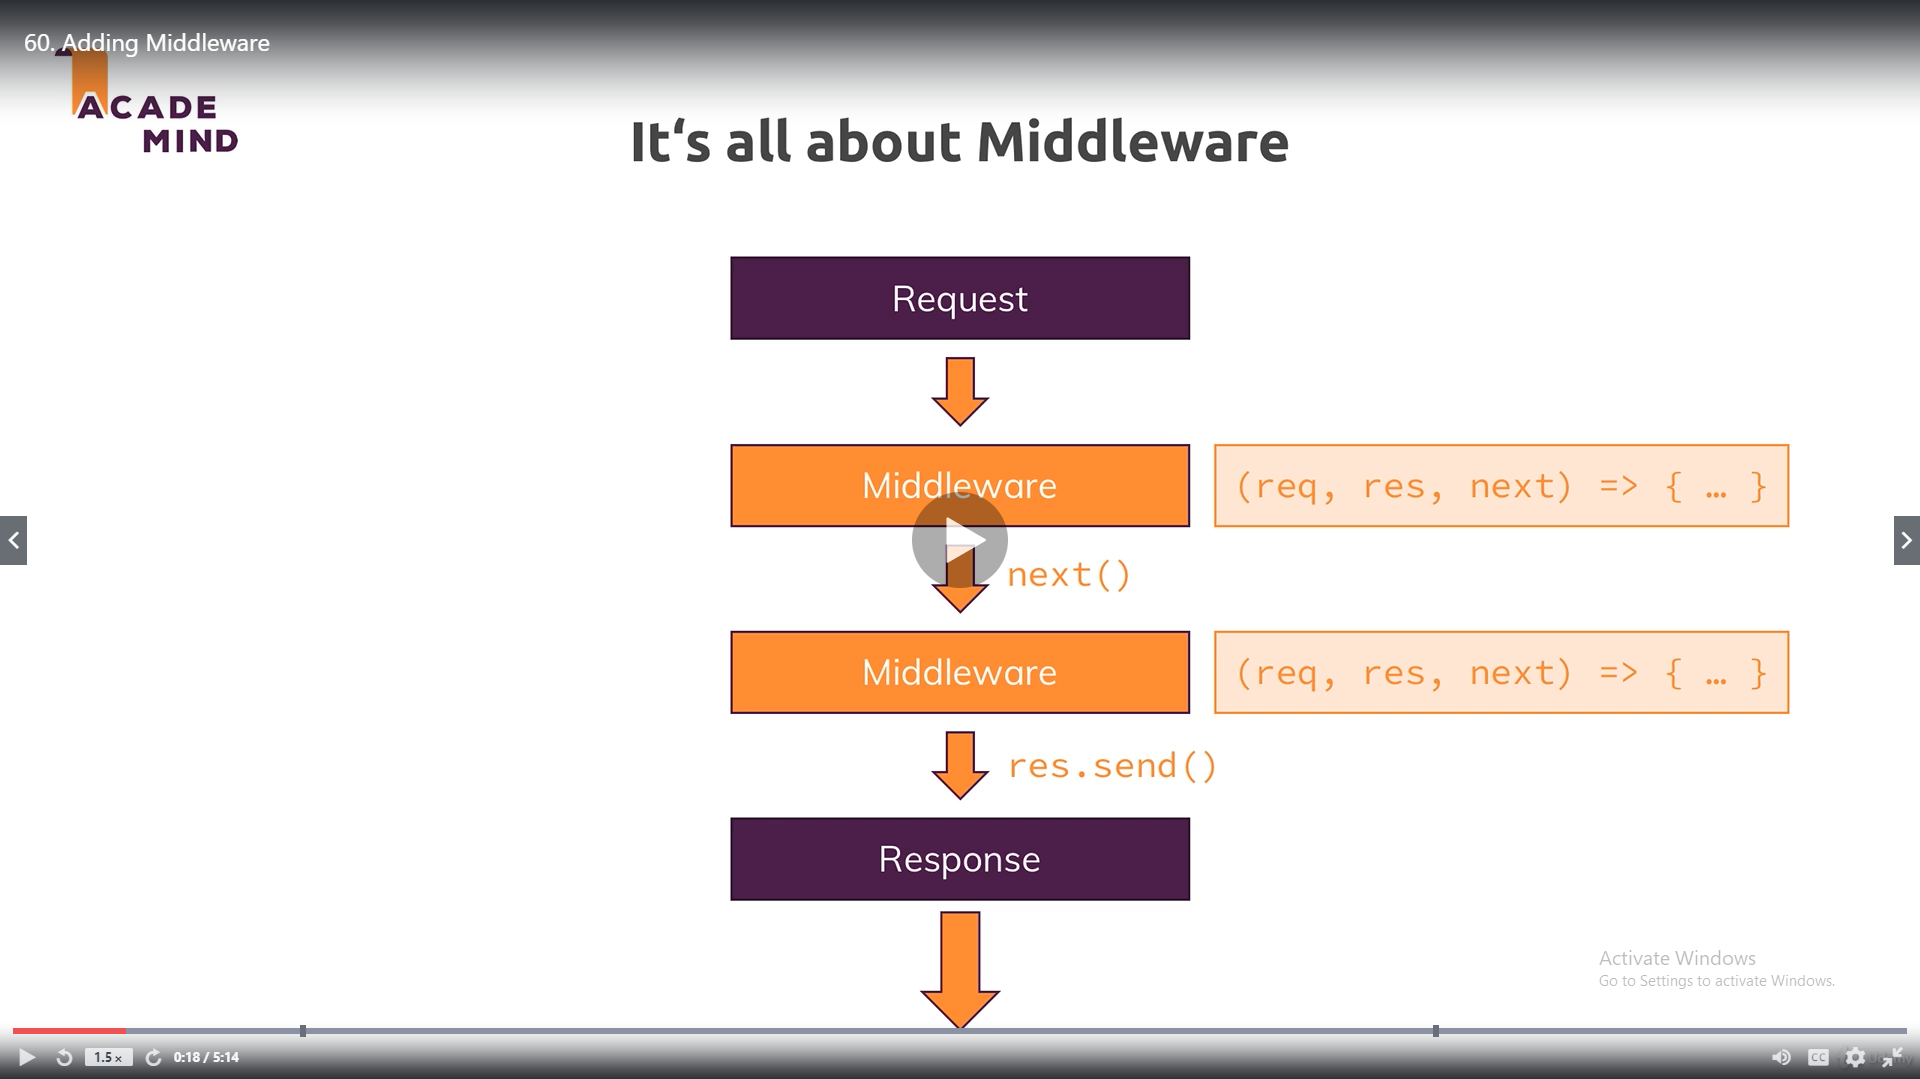 60. Adding Middleware
ACADE
MIND
It‘s all about Middleware
Request
Middleware
(req, res, next) => { … }
next()
Middleware
(req, res, next) => { … }
res.send()
Response
Activate Windows
Go to Settings to activate Windows.
1.5 x
0:18 / 5:14
CC